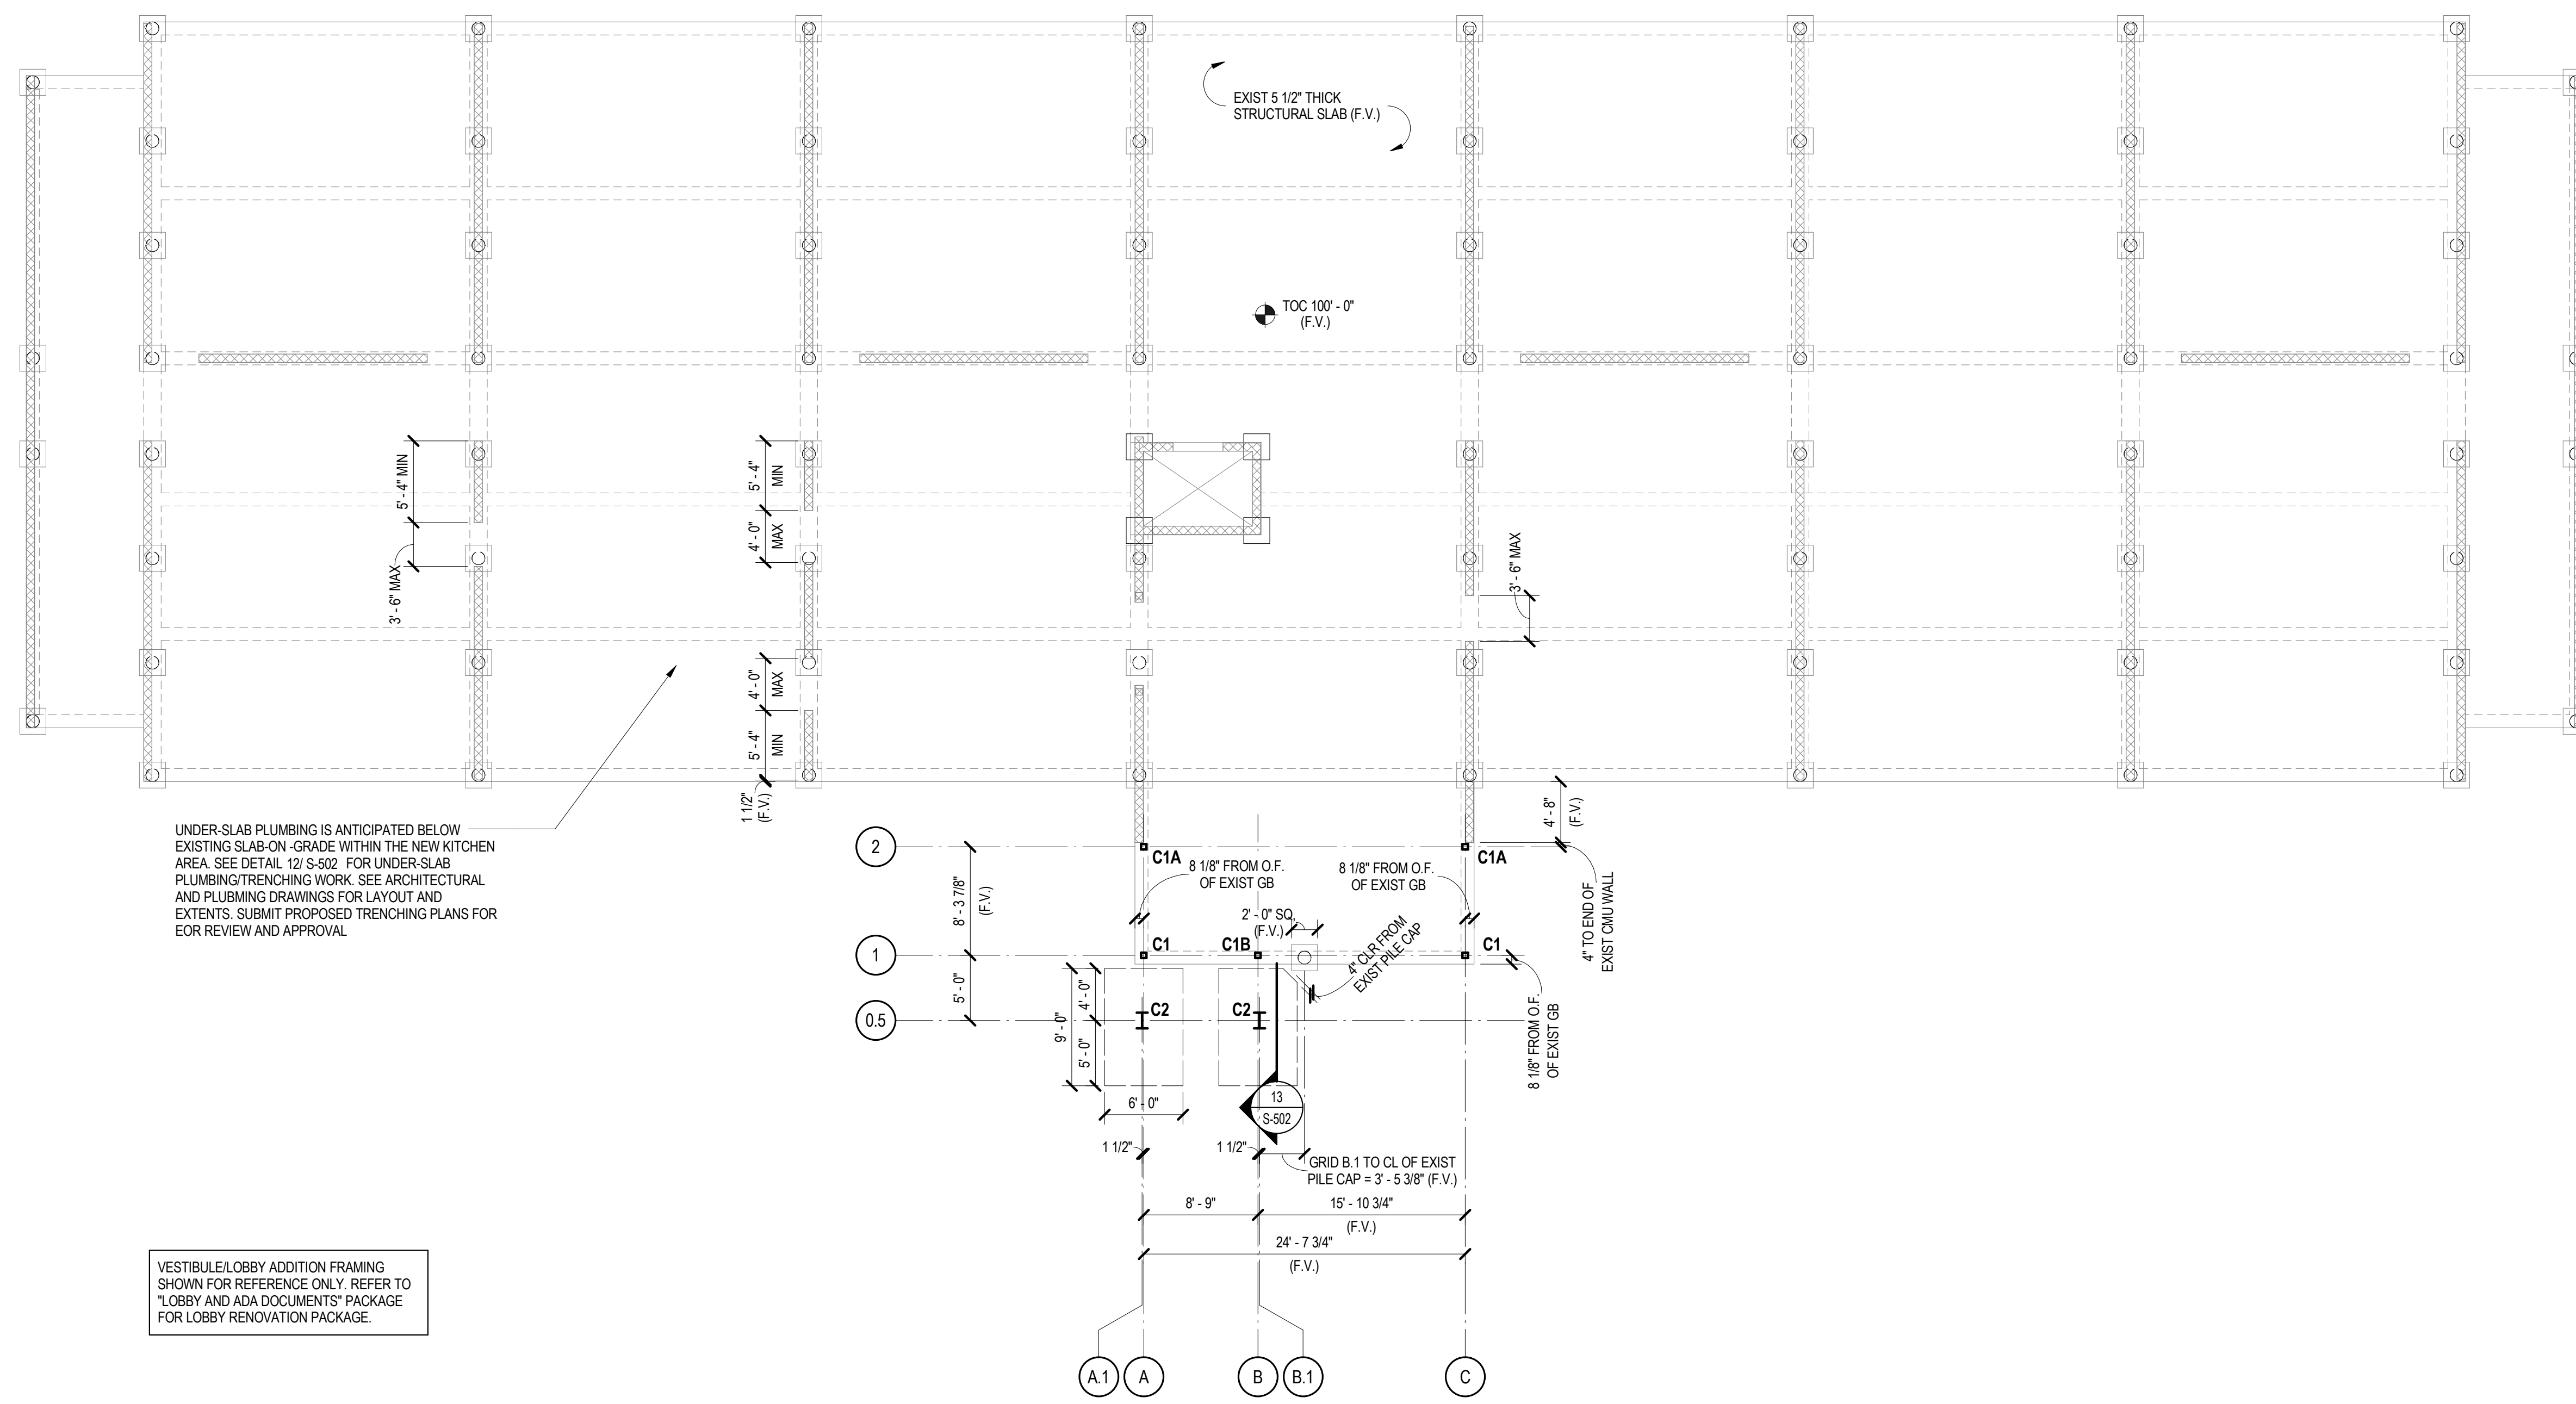 EXIST 5 1/2" THICK
STRUCTURAL SLAB (F.V.)
TOC 100' - 0"
(F.V.)
5' - 4" MIN
3' - 6" MAX
5' - 4"
MIN
4' - 0"
MAX
3' - 6" MAX
4' - 0"
MAX
5' - 4"
MIN
1 1/2"
(F.V.)
4' - 8"
(F.V.)
UNDER-SLAB PLUMBING IS ANTICIPATED BELOW
EXISTING SLAB-ON -GRADE WITHIN THE NEW KITCHEN
AREA. SEE DETAIL 12/ S-502 FOR UNDER-SLAB
PLUMBING/TRENCHING WORK. SEE ARCHITECTURAL
AND PLUBMING DRAWINGS FOR LAYOUT AND
EXTENTS. SUBMIT PROPOSED TRENCHING PLANS FOR
EOR REVIEW AND APPROVAL
2
C1A
C1A
8 1/8" FROM O.F.
OF EXIST GB
8 1/8" FROM O.F.
OF EXIST GB
8' - 3 7/8"
(F.V.)
4" TO END OF
EXIST CMU WALL
2' - 0" SQ,
(F.V.)
4" CLR FROM
EXIST PILE CAP
1
C1
C1B
C1
5' - 0"
0.5
C2
C2
9' - 0"
4' - 0"
5' - 0"
8 1/8" FROM O.F.
OF EXIST GB
6' - 0"
13
S-502
1 1/2"
1 1/2"
GRID B.1 TO CL OF EXIST
PILE CAP = 3' - 5 3/8" (F.V.)
8' - 9"
15' - 10 3/4"
(F.V.)
24' - 7 3/4"
(F.V.)
VESTIBULE/LOBBY ADDITION FRAMING
SHOWN FOR REFERENCE ONLY. REFER TO
"LOBBY AND ADA DOCUMENTS" PACKAGE
FOR LOBBY RENOVATION PACKAGE.
A.1
A
B
B.1
C